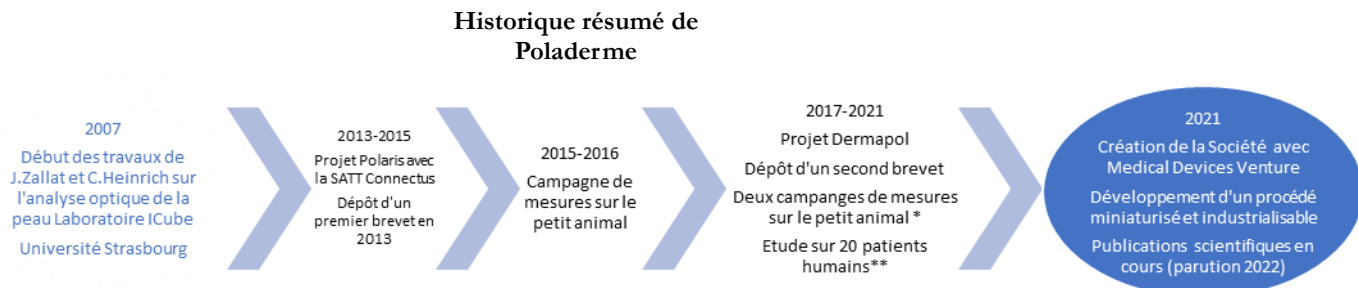 Historique résumé de
Poladerme
2007
Début des travaux de
J.Zallat et C.Heinrich sur
l'analyse optique de la
peau Laboratoire ICube
Université Strasbourg
2013-2015
Projet Polaris avec
la SATT Connectus
Dépôt d'un
premier brevet en
2013
2015-2016
Campagne de
mesures sur le
petit animal
2017-2021
Projet Dermapol
Dépôt d'un second brevet
Deux campanges de mesures
sur le petit animal *
Etude sur 20 patients
humains**
2021
Création de la Société avec
Medical Devices Venture
Développement d'un procédé
miniaturisé et industrialisable
Publications scientifiques en
cours (parution 2022)